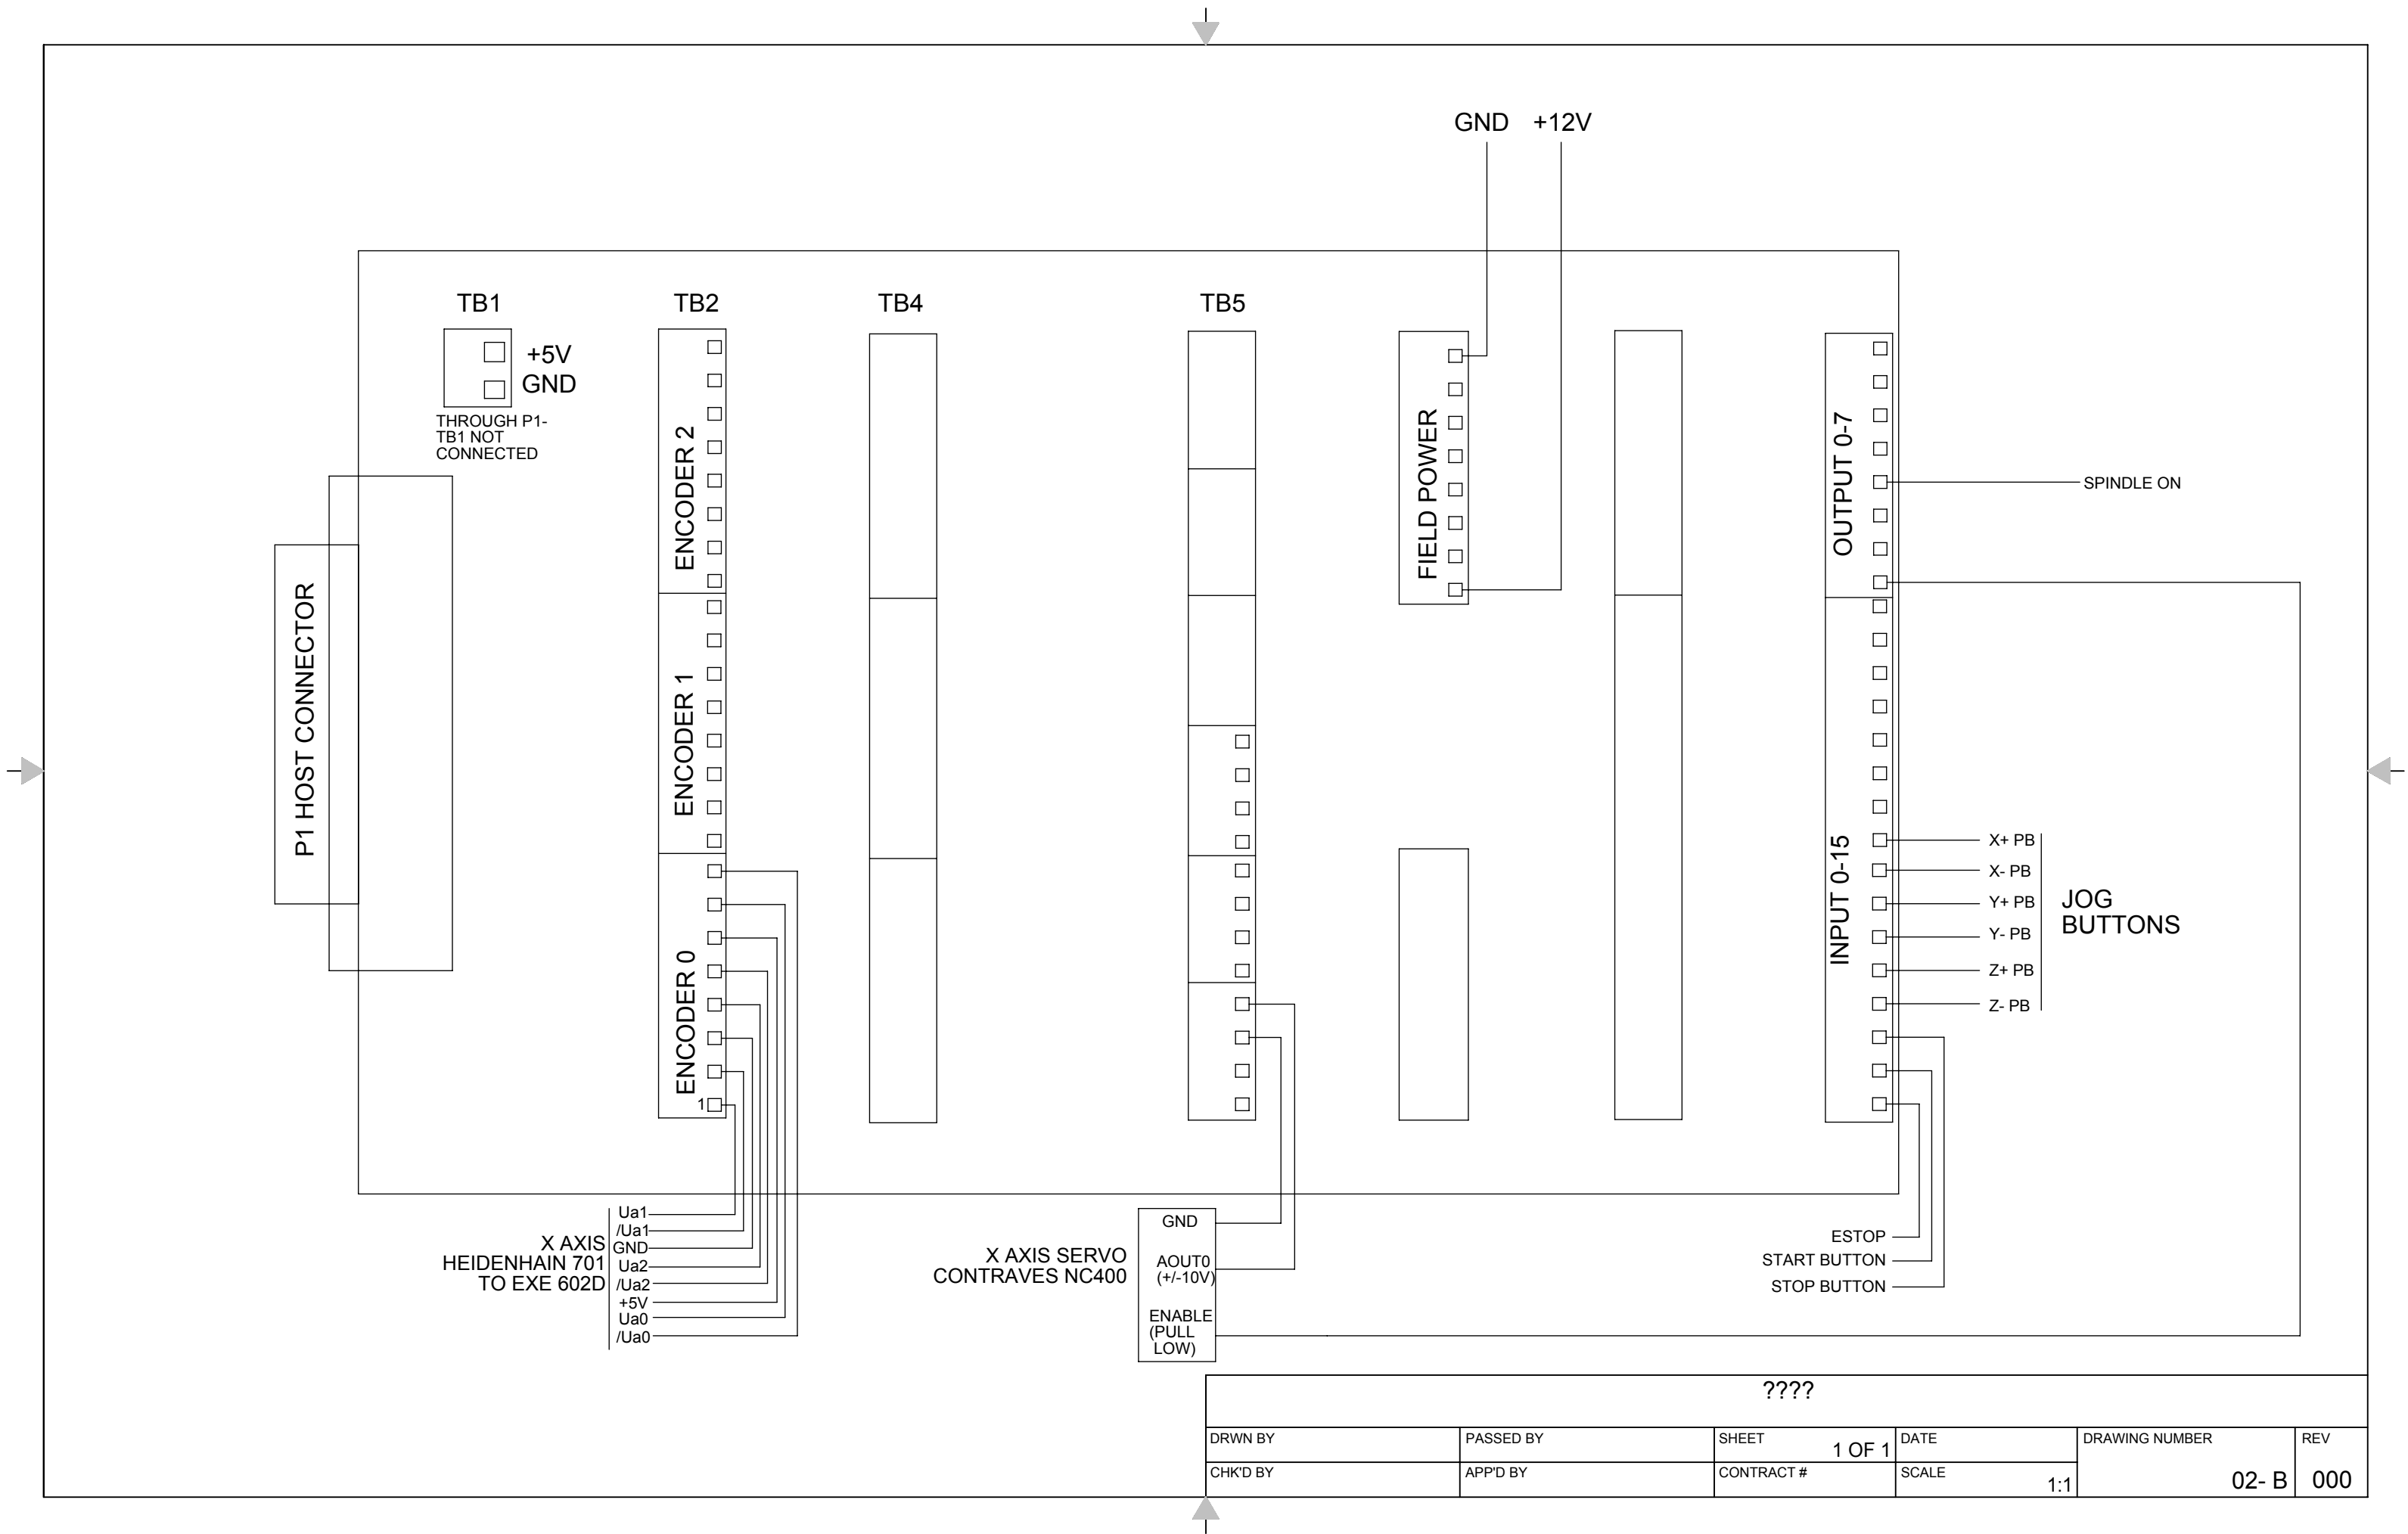 GND +12V
TB1
TB2
TB4
TB5
+5V
GND
THROUGH P1-
TB1 NOT
CONNECTED
P1 HOST CONNECTOR
ENCODER 2
ENCODER 1
ENCODER 0
1
FIELD POWER
OUTPUT 0-7
INPUT 0-15
SPINDLE ON
X+ PB
X- PB
Y+ PB
Y- PB
Z+ PB
Z- PB
JOG
BUTTONS
X AXIS
HEIDENHAIN 701
TO EXE 602D
Ua1
/Ua1
GND
Ua2
/Ua2
+5V
Ua0
/Ua0
X AXIS SERVO
CONTRAVES NC400
GND
AOUT0
(+/-10V)
ENABLE
(PULL
LOW)
ESTOP
START BUTTON
STOP BUTTON
????
DRWN BY
PASSED BY
SHEET
1 OF 1
DATE
DRAWING NUMBER
REV
CHK'D BY
APP'D BY
CONTRACT #
SCALE
1:1
02- B
000